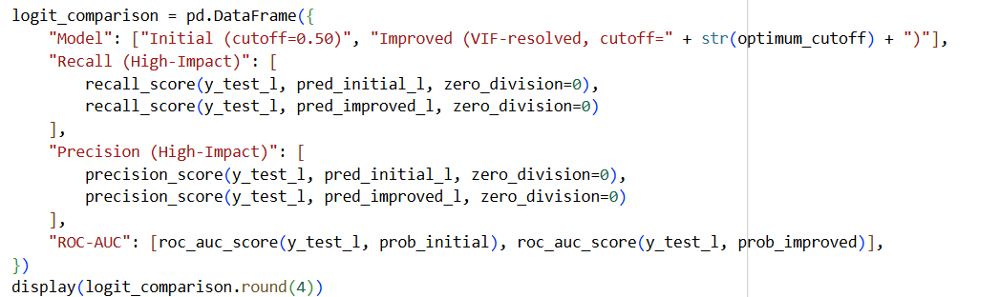 logit_comparison = pd.DataFrame({
    "Model": ["Initial (cutoff=0.50)", "Improved (VIF-resolved, cutoff=" + str(optimum_cutoff) + ")"],
    "Recall (High-Impact)": [
        recall_score(y_test_l, pred_initial_l, zero_division=0),
        recall_score(y_test_l, pred_improved_l, zero_division=0)
    ],
    "Precision (High-Impact)": [
        precision_score(y_test_l, pred_initial_l, zero_division=0),
        precision_score(y_test_l, pred_improved_l, zero_division=0)
    ],
    "ROC-AUC": [roc_auc_score(y_test_l, prob_initial), roc_auc_score(y_test_l, prob_improved)],
})
display(logit_comparison.round(4))